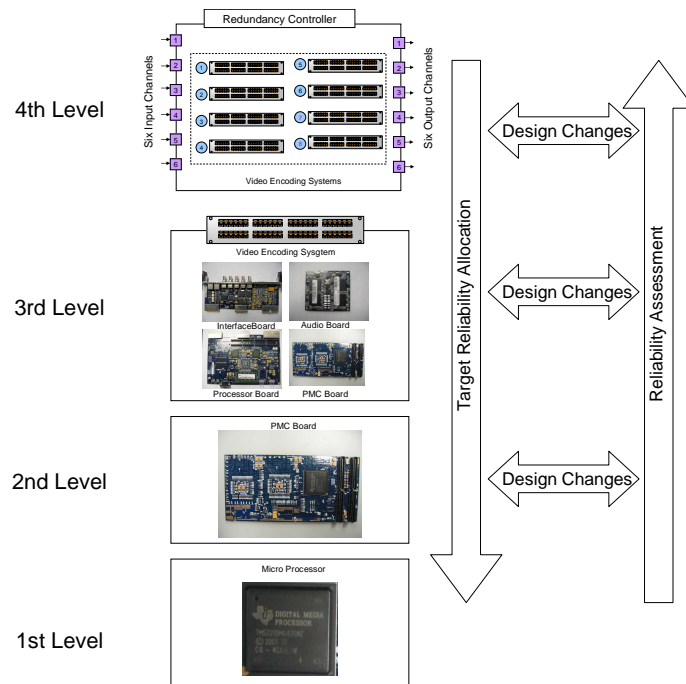 Redundancy Controller
4th Level
Six Input Channels
1
2
3
4
5
6
1
2
3
4
5
6
7
8
1
2
3
4
5
6
Six Output Channels
Video Encoding Systems
Design Changes
Target Reliability Allocation
Reliability Assessment
3rd Level
Video Encoding Sysgtem
InterfaceBoard
Audio Board
Processor Board
PMC Board
Design Changes
2nd Level
PMC Board
Design Changes
1st Level
Micro Processor
DIGITAL MEDIA
PROCESSOR